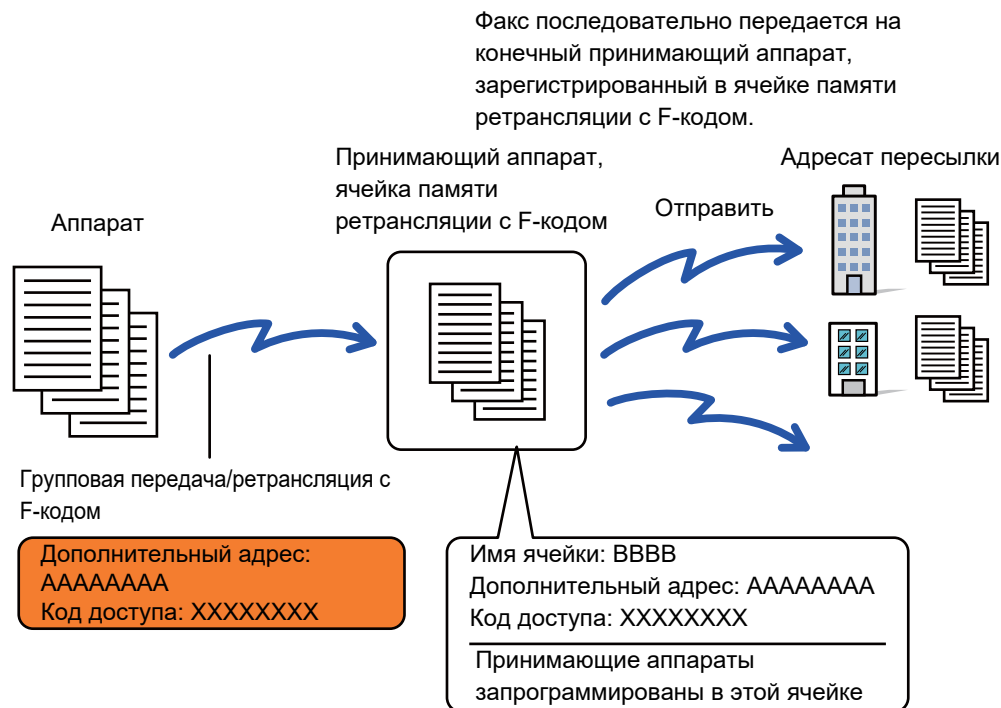 Факс последовательно передается на
конечный принимающий аппарат,
зарегистрированный в ячейке памяти
ретрансляции с F-кодом.
Принимающий аппарат,
ячейка памяти
ретрансляции с F-кодом
Адресат пересылки
Отправить
Аппарат
Групповая передача/ретрансляция с
F-кодом
Дополнительный адрес:
AAAAAAAA
Код доступа: XXXXXXXX
Имя ячейки: BBBB
Дополнительный адрес: AAAAAAAA
Код доступа: XXXXXXXX
Принимающие аппараты
запрограммированы в этой ячейке